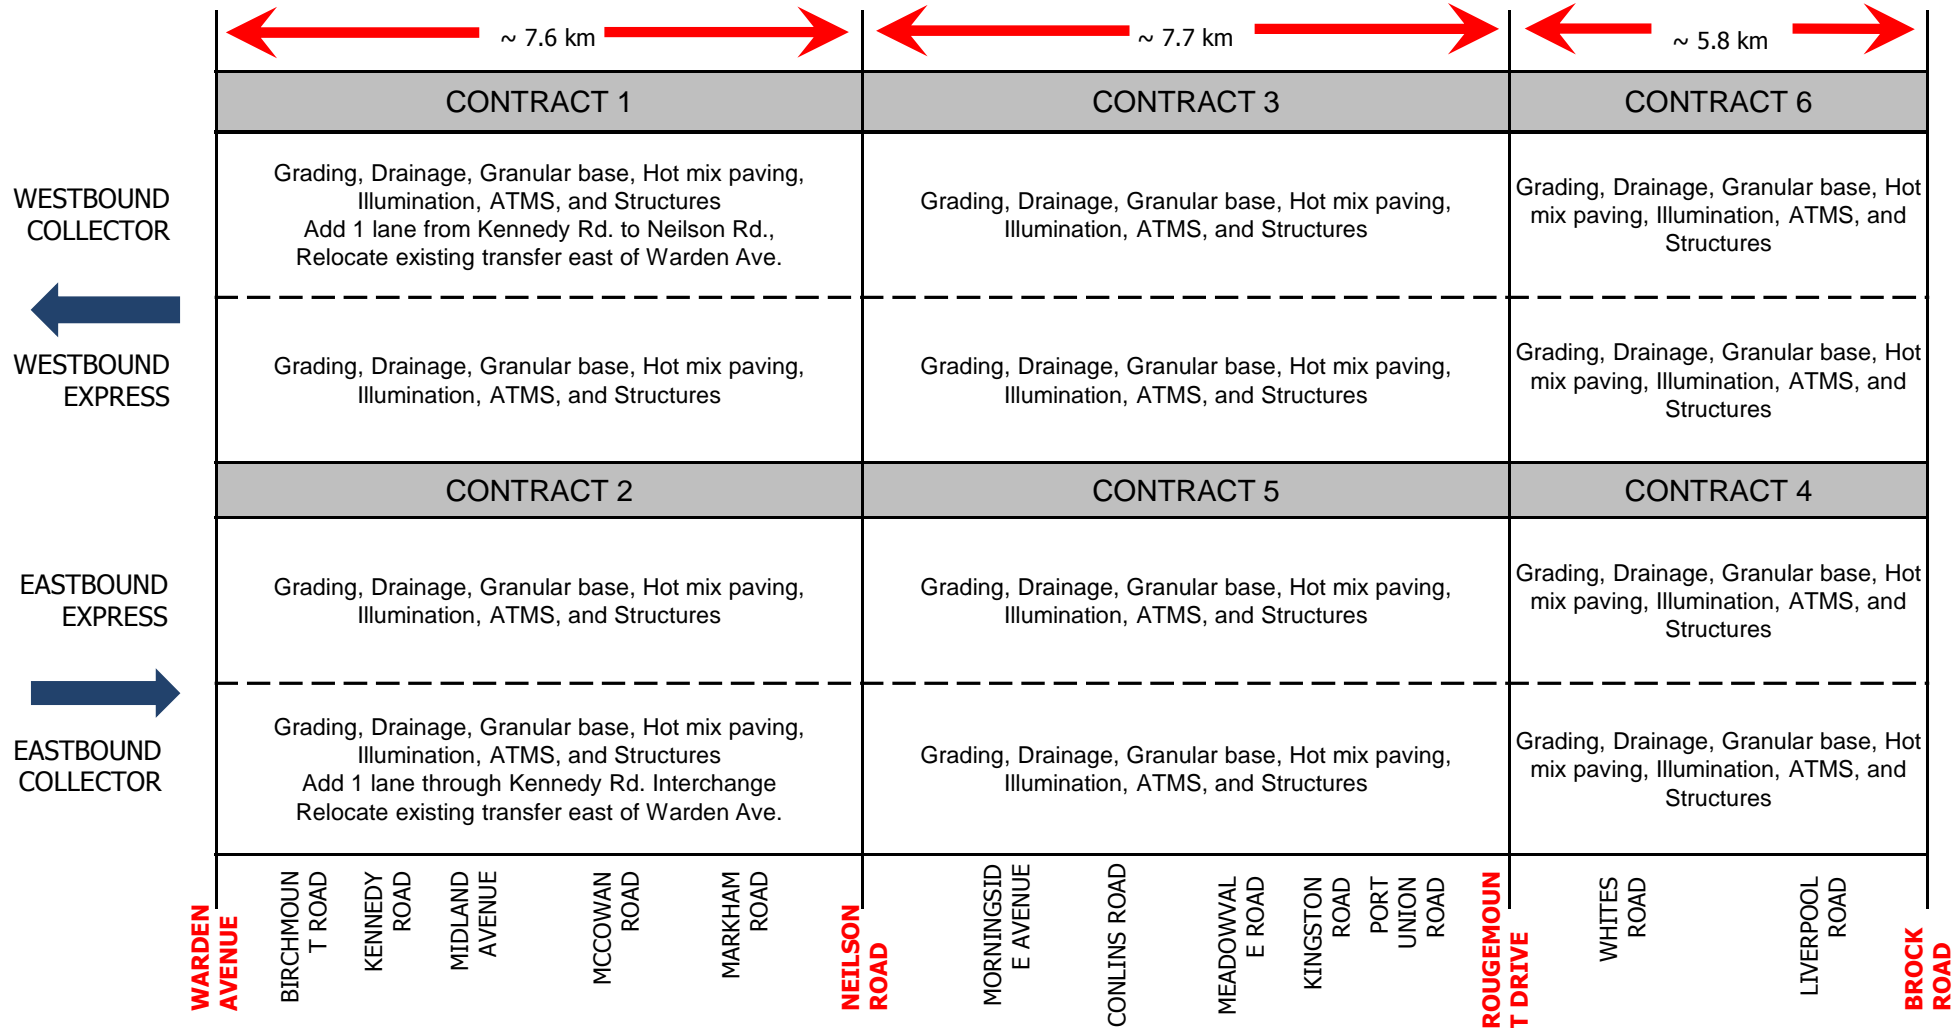 ~ 7.6 km
~ 7.7 km
~ 5.8 km
CONTRACT 1
CONTRACT 3
CONTRACT 6
WESTBOUND
COLLECTOR
Grading, Drainage, Granular base, Hot mix paving,
Illumination, ATMS, and Structures
Add 1 lane from Kennedy Rd. to Neilson Rd.,
Relocate existing transfer east of Warden Ave.
Grading, Drainage, Granular base, Hot mix paving,
Illumination, ATMS, and Structures
Grading, Drainage, Granular base, Hot
mix paving, Illumination, ATMS, and
Structures
WESTBOUND
EXPRESS
Grading, Drainage, Granular base, Hot mix paving,
Illumination, ATMS, and Structures
Grading, Drainage, Granular base, Hot mix paving,
Illumination, ATMS, and Structures
Grading, Drainage, Granular base, Hot
mix paving, Illumination, ATMS, and
Structures
CONTRACT 2
CONTRACT 5
CONTRACT 4
EASTBOUND
EXPRESS
Grading, Drainage, Granular base, Hot mix paving,
Illumination, ATMS, and Structures
Grading, Drainage, Granular base, Hot mix paving,
Illumination, ATMS, and Structures
Grading, Drainage, Granular base, Hot
mix paving, Illumination, ATMS, and
Structures
EASTBOUND
COLLECTOR
Grading, Drainage, Granular base, Hot mix paving,
Illumination, ATMS, and Structures
Add 1 lane through Kennedy Rd. Interchange
Relocate existing transfer east of Warden Ave.
Grading, Drainage, Granular base, Hot mix paving,
Illumination, ATMS, and Structures
Grading, Drainage, Granular base, Hot
mix paving, Illumination, ATMS, and
Structures
WARDEN
AVENUE
BIRCHMOUN
T ROAD
KENNEDY
ROAD
MIDLAND
AVENUE
MCCOWAN
ROAD
MARKHAM
ROAD
NEILSON
ROAD
MORNINGSID
E AVENUE
CONLINS ROAD
MEADOWVAL
E ROAD
KINGSTON
ROAD
PORT
UNION
ROAD
ROUGEMOUN
T DRIVE
WHITES
ROAD
LIVERPOOL
ROAD
BROCK
ROAD